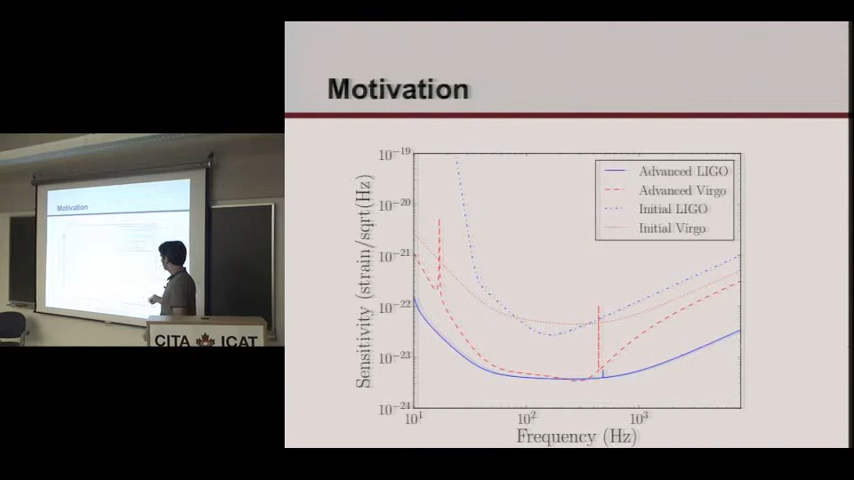 Motivation
10^-19
10^-20
10^-21
10^-22
10^-23
10^-24
Sensitivity (strain/sqrt(Hz)
Advanced LIGO
Advanced Virgo
Initial LIGO
Initial Virgo
10^1
10^2
10^3
Frequency (Hz)
Motivation
CITA ICAT